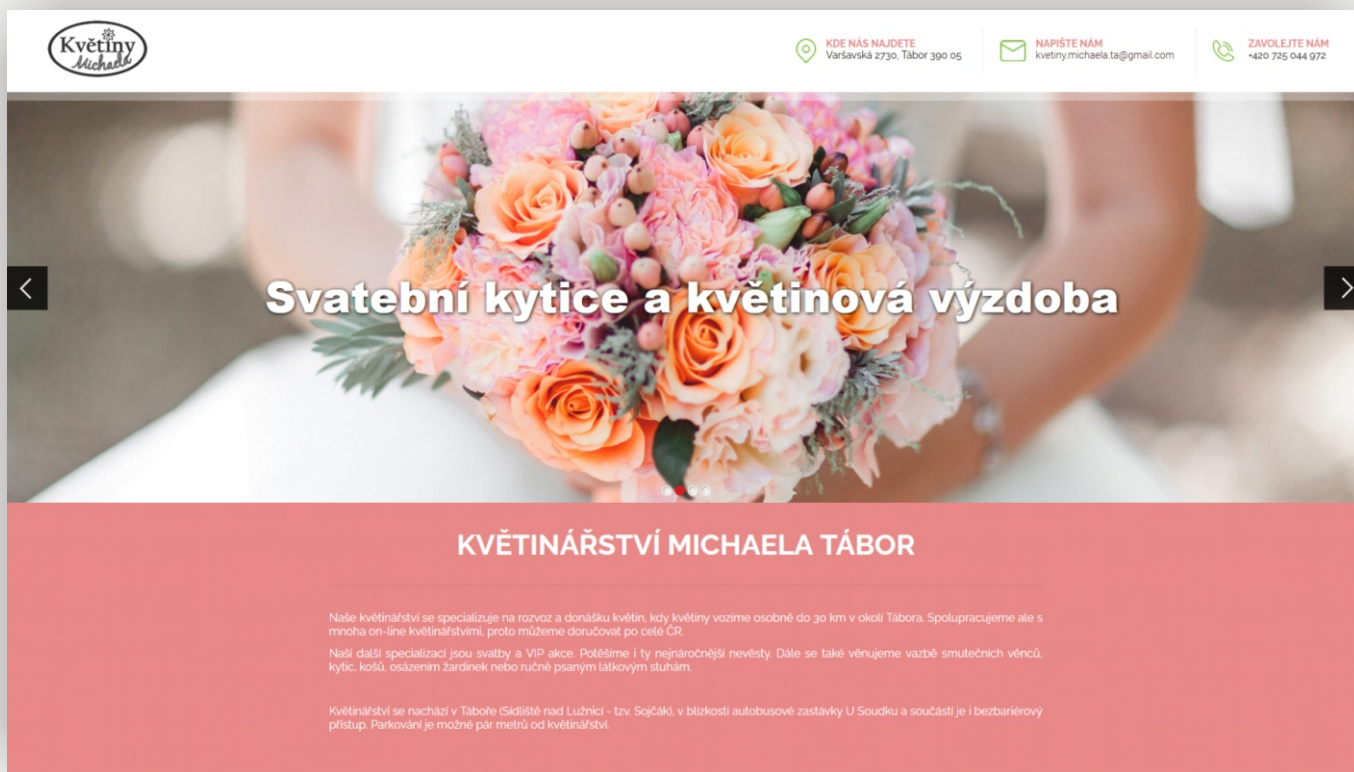 Květiny
Michaela
KDE NÁS NAJDETE
Varšavská 2730, Tábor 390 05
NAPIŠTE NÁM
kvetiny.michaela.ta@gmail.com
ZAVOLEJTE NÁM
+420 725 044 972
Svatební kytice a květinová výzdoba
KVĚTINÁŘSTVÍ MICHAELA TÁBOR
Naše květinářství se specializuje na rozvoz a donášku květin, kdy květiny vozíme osobně do 30 km v okolí Tábora. Spolupracujeme ale s
mnoha on-line květinářstvími, proto můžeme doručovat po celé ČR.
Naší další specializací jsou svatby a VIP akce. Potěšíme i ty nejnáročnější nevěsty. Dále se také věnujeme vazbě smutečních věnců,
kytic, košů, osázením žardinek nebo ručně psaným látkovým stuhám.
Květinářství se nachází v Táboře (Sídliště nad Lužnicí - tzv. Sojčák), v blízkosti autobusové zastávky U Soudku a součástí je i bezbariérový
přístup. Parkování je možné pár metrů od květinářství.